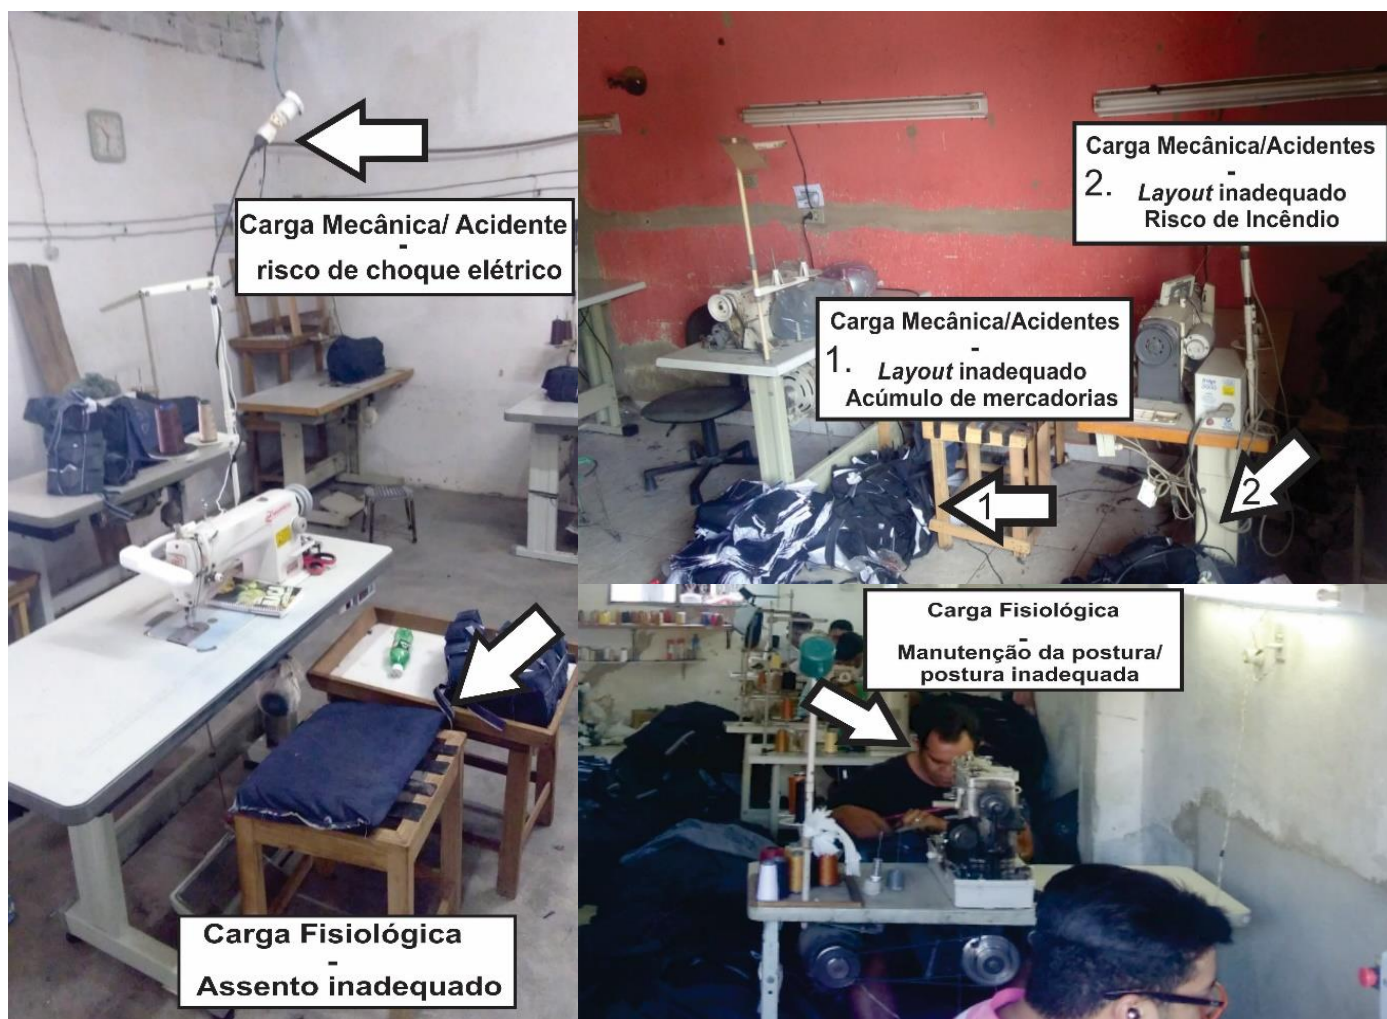 Carga Mecânica/ Acidente
-
risco de choque elétrico
Carga Fisiológica
-
Assento inadequado
Carga Mecânica/Acidentes
-
1. Layout inadequado
Acúmulo de mercadorias
1
Carga Mecânica/Acidentes
-
2. Layout inadequado
Risco de Incêndio
2
Carga Fisiológica
-
Manutenção da postura/
postura inadequada